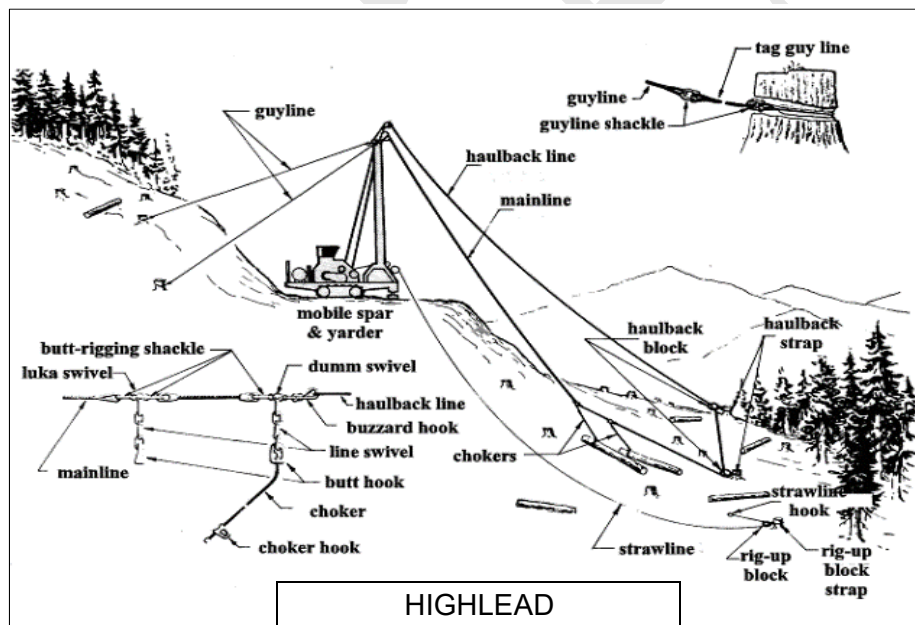 tag guy line
guyline
guyline shackle
guyline
haulback line
mainline
mobile spar
& yarder
haulback
block
haulback
strap
butt-rigging shackle
luka swivel
dumm swivel
haulback line
buzzard hook
mainline
line swivel
butt hook
chokers
choker
choker hook
strawline
hook
strawline
rig-up
block
rig-up
block
strap
HIGHLEAD